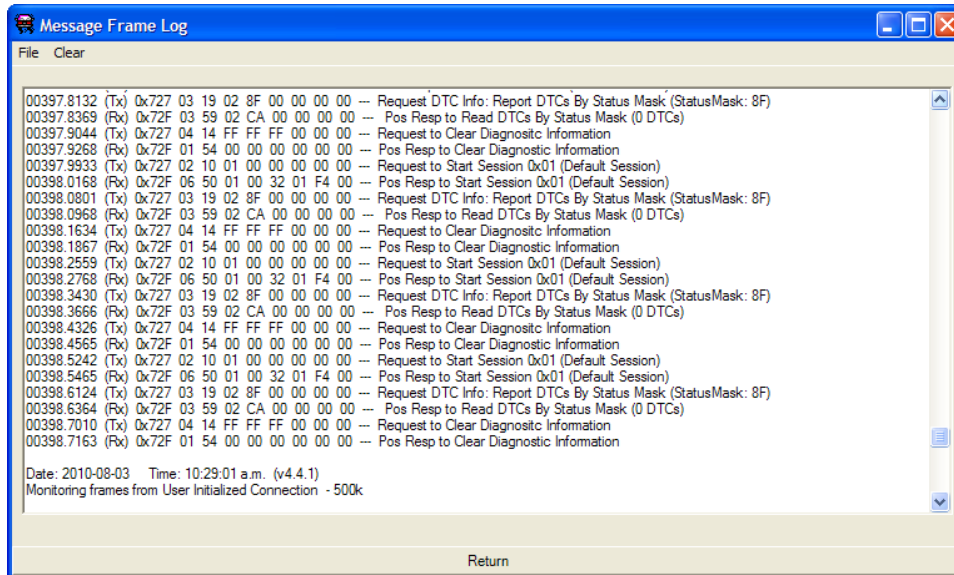 Message Frame Log
File Clear
00397.8132 (Tx) 0x727 03 19 02 8F 00 00 00 00 --- Request DTC Info: Report DTCs By Status Mask (StatusMask: 8F)
00397.8369 (Rx) 0x72F 03 59 02 CA 00 00 00 00 --- Pos Resp to Read DTCs By Status Mask (0 DTCs)
00397.9044 (Tx) 0x727 04 14 FF FF FF 00 00 00 --- Request to Clear Diagnositc Information
00397.9268 (Rx) 0x72F 01 54 00 00 00 00 00 00 --- Pos Resp to Clear Diagnostic Information
00397.9933 (Tx) 0x727 02 10 01 00 00 00 00 00 --- Request to Start Session 0x01 (Default Session)
00398.0168 (Rx) 0x72F 06 50 01 00 32 01 F4 00 --- Pos Resp to Start Session 0x01 (Default Session)
00398.0801 (Tx) 0x727 03 19 02 8F 00 00 00 00 --- Request DTC Info: Report DTCs By Status Mask (StatusMask: 8F)
00398.0968 (Rx) 0x72F 03 59 02 CA 00 00 00 00 --- Pos Resp to Read DTCs By Status Mask (0 DTCs)
00398.1634 (Tx) 0x727 04 14 FF FF FF 00 00 00 --- Request to Clear Diagnositc Information
00398.1867 (Rx) 0x72F 01 54 00 00 00 00 00 00 --- Pos Resp to Clear Diagnostic Information
00398.2559 (Tx) 0x727 02 10 01 00 00 00 00 00 --- Request to Start Session 0x01 (Default Session)
00398.2768 (Rx) 0x72F 06 50 01 00 32 01 F4 00 --- Pos Resp to Start Session 0x01 (Default Session)
00398.3430 (Tx) 0x727 03 19 02 8F 00 00 00 00 --- Request DTC Info: Report DTCs By Status Mask (StatusMask: 8F)
00398.3666 (Rx) 0x72F 03 59 02 CA 00 00 00 00 --- Pos Resp to Read DTCs By Status Mask (0 DTCs)
00398.4326 (Tx) 0x727 04 14 FF FF FF 00 00 00 --- Request to Clear Diagnositc Information
00398.4565 (Rx) 0x72F 01 54 00 00 00 00 00 00 --- Pos Resp to Clear Diagnostic Information
00398.5242 (Tx) 0x727 02 10 01 00 00 00 00 00 --- Request to Start Session 0x01 (Default Session)
00398.5465 (Rx) 0x72F 06 50 01 00 32 01 F4 00 --- Pos Resp to Start Session 0x01 (Default Session)
00398.6124 (Tx) 0x727 03 19 02 8F 00 00 00 00 --- Request DTC Info: Report DTCs By Status Mask (StatusMask: 8F)
00398.6364 (Rx) 0x72F 03 59 02 CA 00 00 00 00 --- Pos Resp to Read DTCs By Status Mask (0 DTCs)
00398.7010 (Tx) 0x727 04 14 FF FF FF 00 00 00 --- Request to Clear Diagnositc Information
00398.7163 (Rx) 0x72F 01 54 00 00 00 00 00 00 --- Pos Resp to Clear Diagnostic Information
Date: 2010-08-03 Time: 10:29:01 a.m. (v4.4.1)
Monitoring frames from User Initialized Connection - 500k
Return